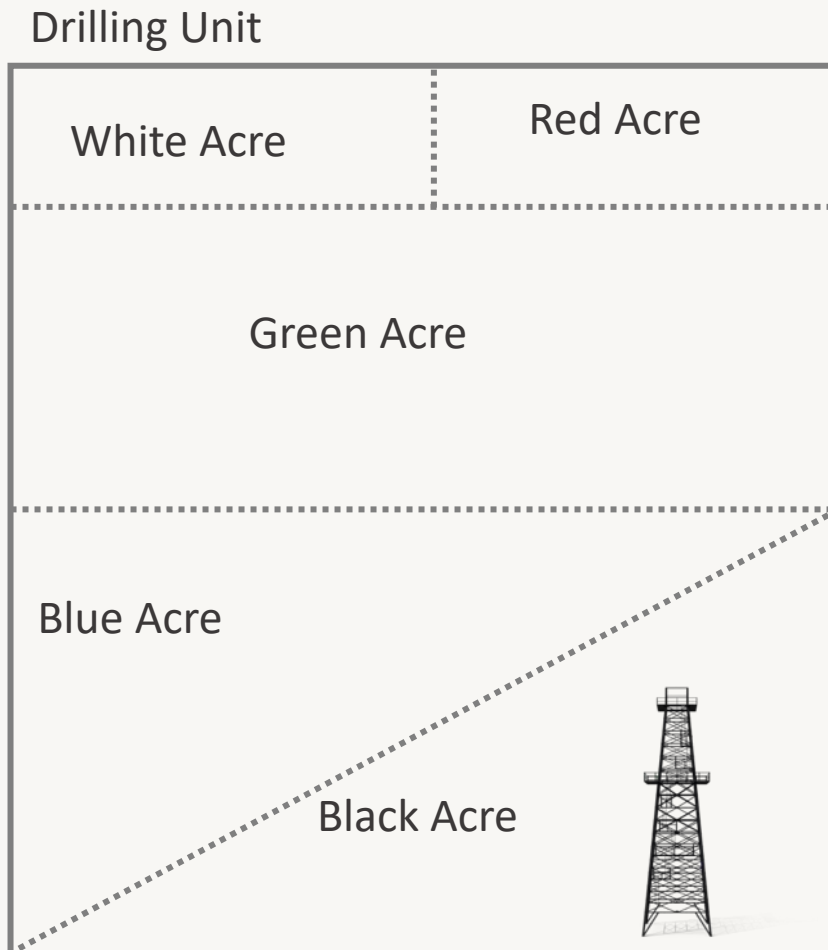 Drilling Unit
White Acre
Red Acre
Green Acre
Blue Acre
Black Acre